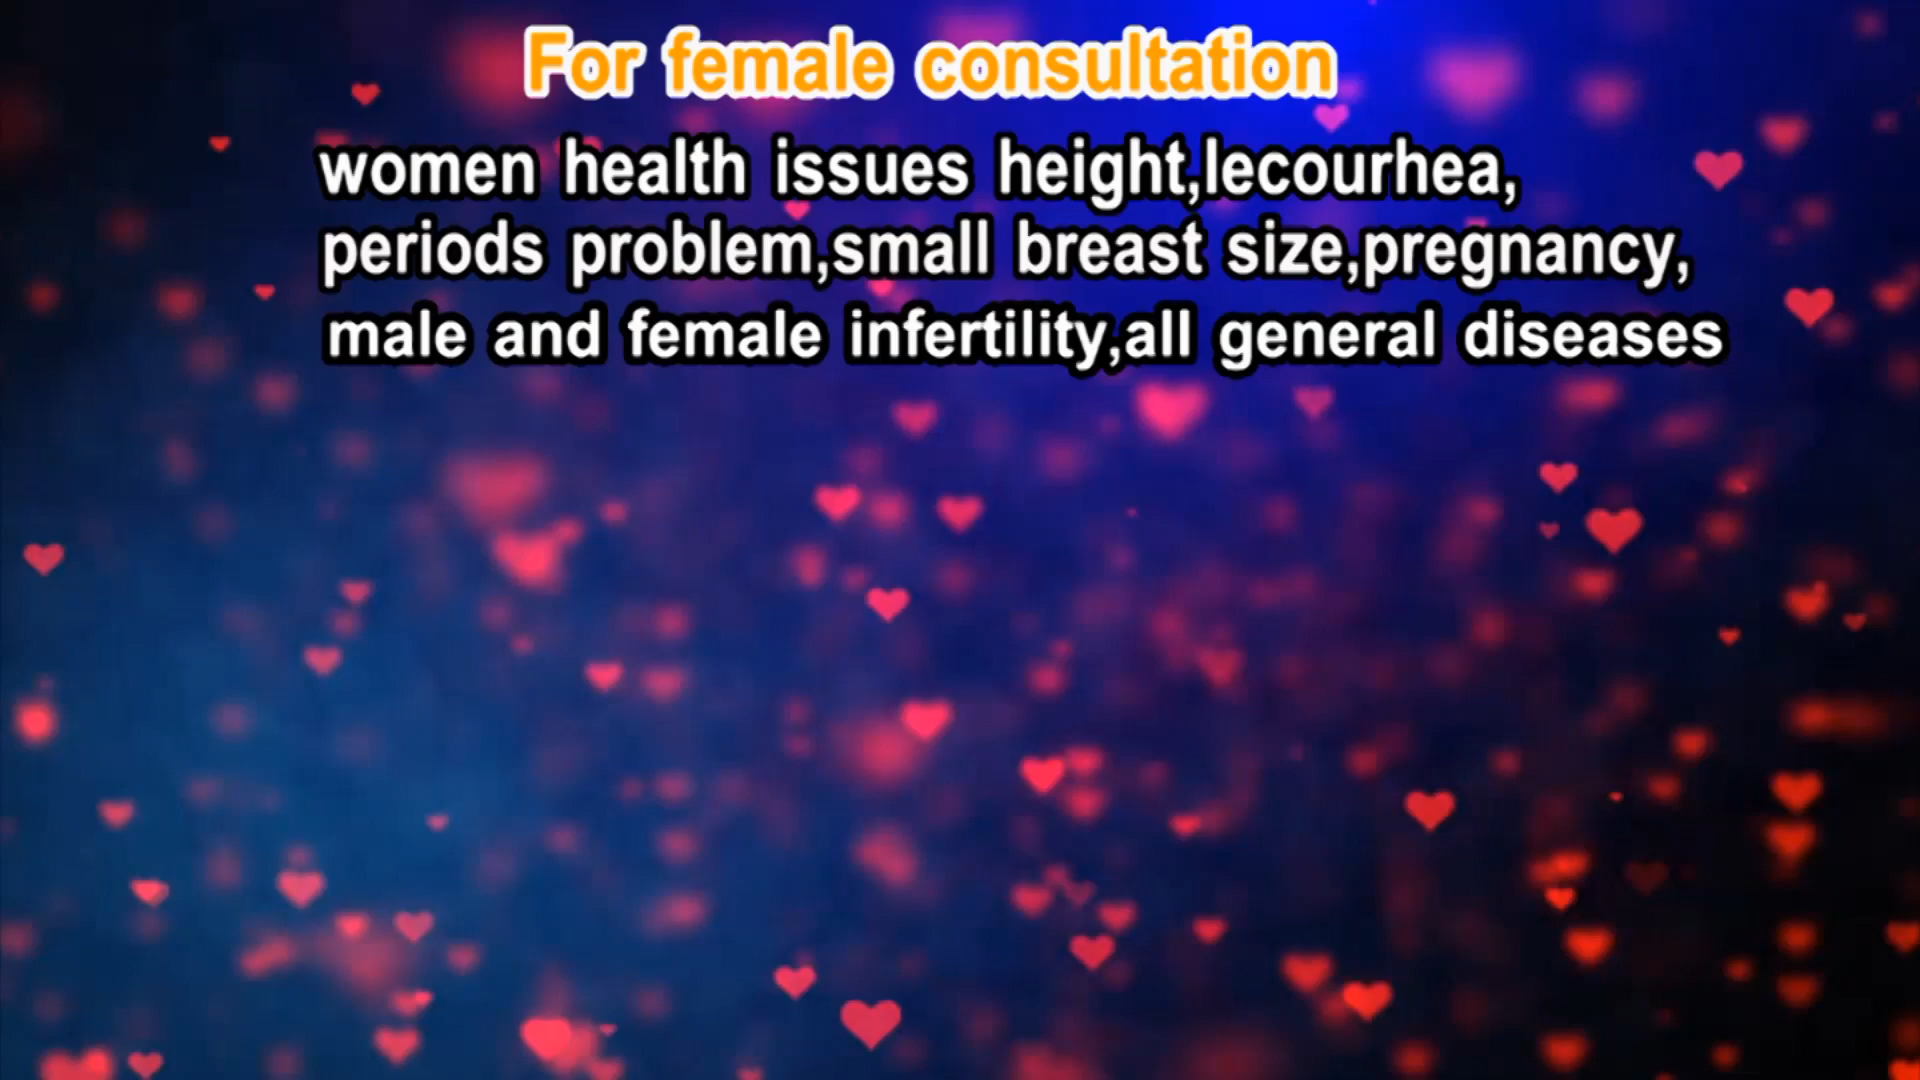 For female consultation
women health issues height,lecourhea,
periods problem,small breast size,pregnancy,
male and female infertility,all general diseases